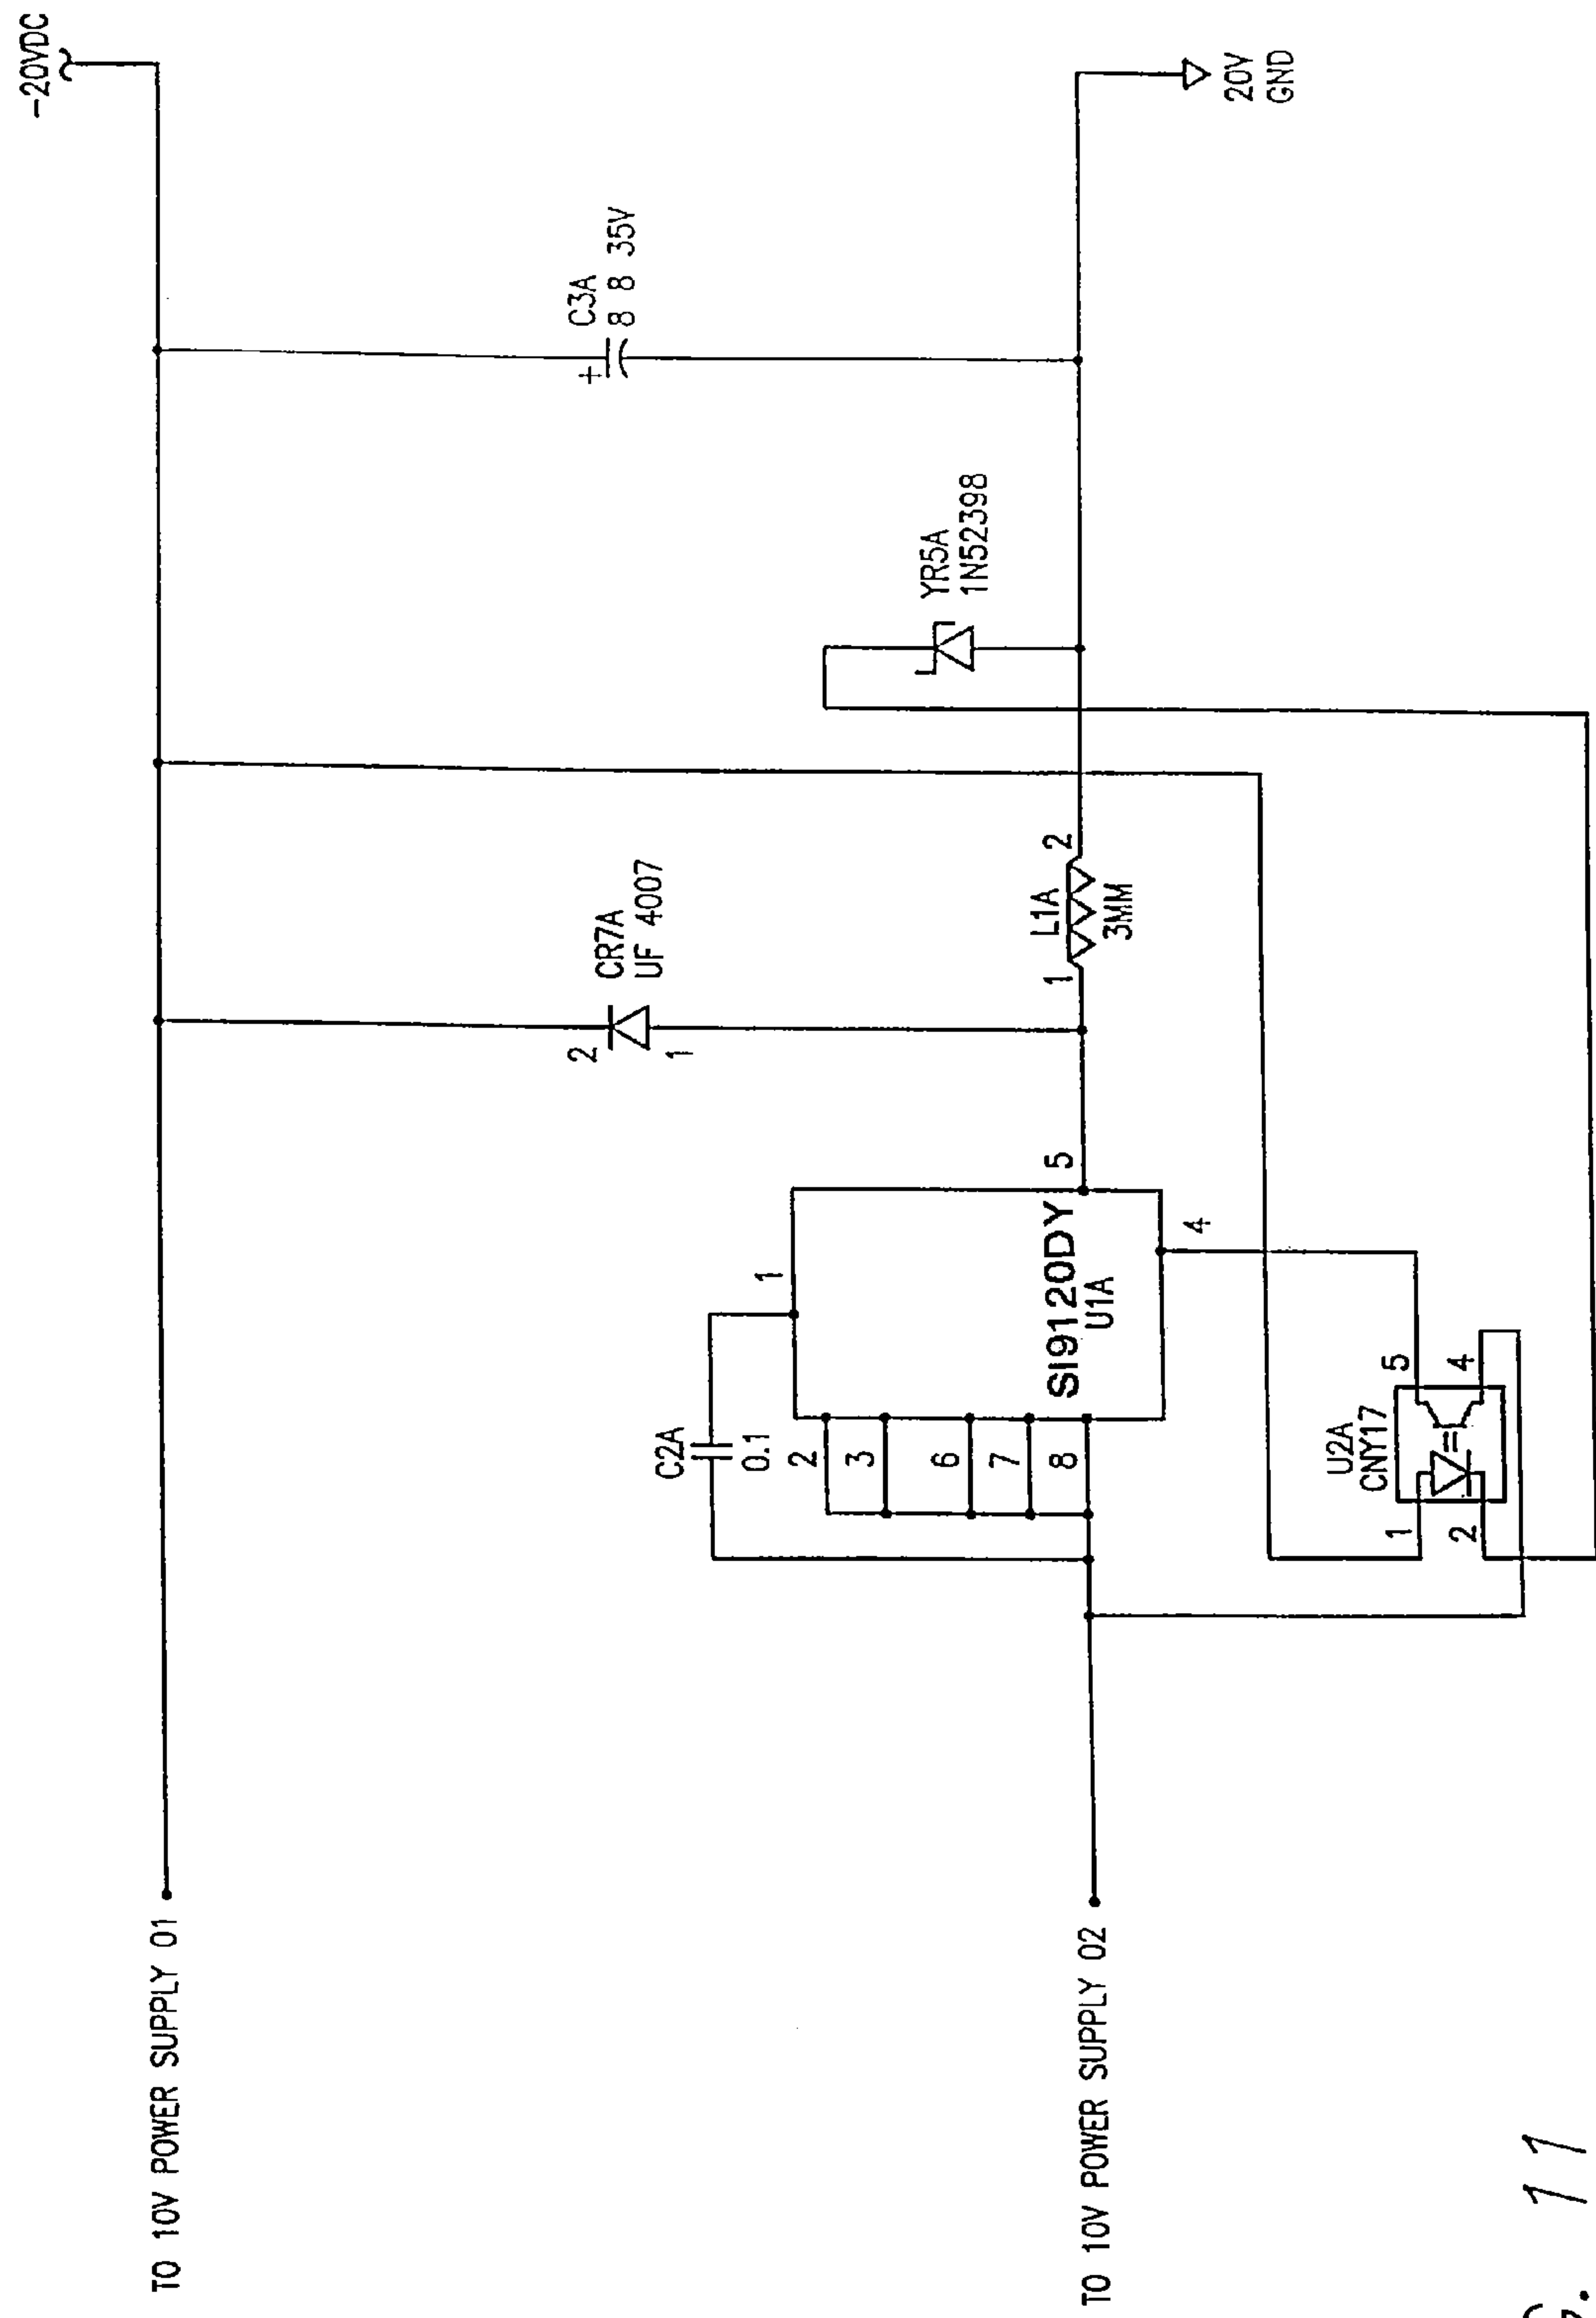 -20VDC
TO 10V POWER SUPPLY 01
C3A
8 8 35V
+
CR7A
UF 4007
2
1
YR5A
1N52398
C2A
0.1
1
2
3
6
7
8
SI9120DY
U1A
5
4
1
L1A
2
3MM
20V
GND
TO 10V POWER SUPPLY 02
U2A
CNY17
1
2
5
4
11